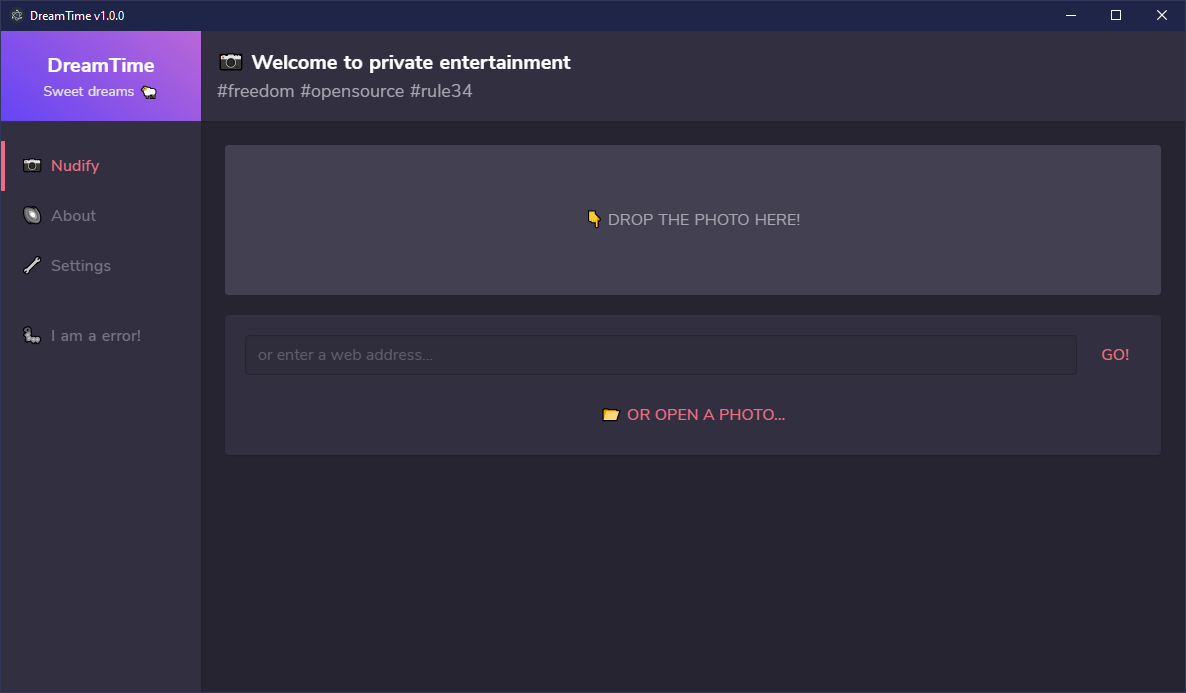 DreamTime v1.0.0
DreamTime
Sweet dreams
Welcome to private entertainment
#freedom #opensource #rule34
Nudify
About
Settings
I am a error!
DROP THE PHOTO HERE!
or enter a web address...
GO!
OR OPEN A PHOTO...